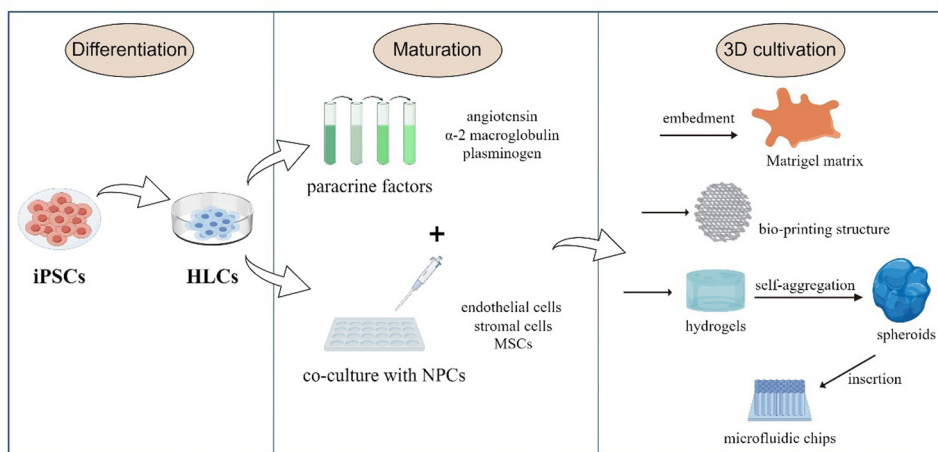 Differentiation
iPSCs
HLCs
Maturation
angiotensin
α-2 macroglobulin
plasminogen
paracrine factors
+
endothelial cells
stromal cells
MSCs
co-culture with NPCs
3D cultivation
embedment
Matrigel matrix
bio-printing structure
self-aggregation
hydrogels
spheroids
insertion
microfluidic chips